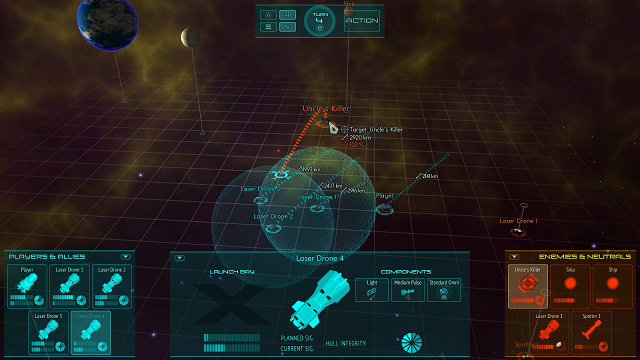 Ship
TURN
4
ACTION
Uncle's Killer
Target: Uncle's Killer
2920 km
100%
Laser Drone 3
Laser Drone 1
Laser Drone 2
Player
Laser Drone 1
PLAYERS & ALLIES
Player
Laser Drone 1
Laser Drone 2
Laser Drone 3
Laser Drone 4
Laser Drone 4
LAUNCH BAY
COMPONENTS
Light
Medium Pulse
Standard Omni
PLANNED SIG
CURRENT SIG
HULL INTEGRITY
ENEMIES & NEUTRALS
Uncle's Killer
Ship
Ship
Laser Drone 1
Spotter 1